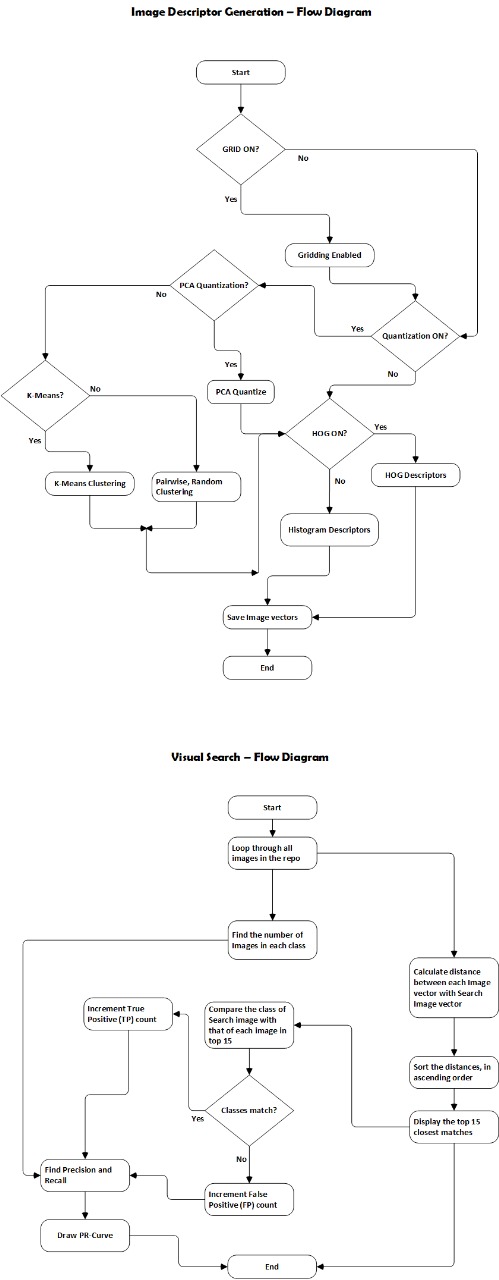 Image Descriptor Generation – Flow Diagram
Start
GRID ON?
No
Yes
Gridding Enabled
PCA Quantization?
No
Quantization ON?
Yes
Yes
No
PCA Quantize
K-Means?
No
Yes
HOG ON?
Yes
No
K-Means Clustering
Pairwise, Random
Clustering
HOG Descriptors
Histogram Descriptors
Save Image vectors
End
Visual Search – Flow Diagram
Start
Loop through all
images in the repo
Find the number of
Images in each class
Calculate distance
between each Image
vector with Search
Image vector
Increment True
Positive (TP) count
Compare the class of
Search image with
that of each image in
top 15
Sort the distances, in
ascending order
Classes match?
Yes
No
Display the top 15
closest matches
Find Precision and
Recall
Increment False
Positive (FP) count
Draw PR-Curve
End